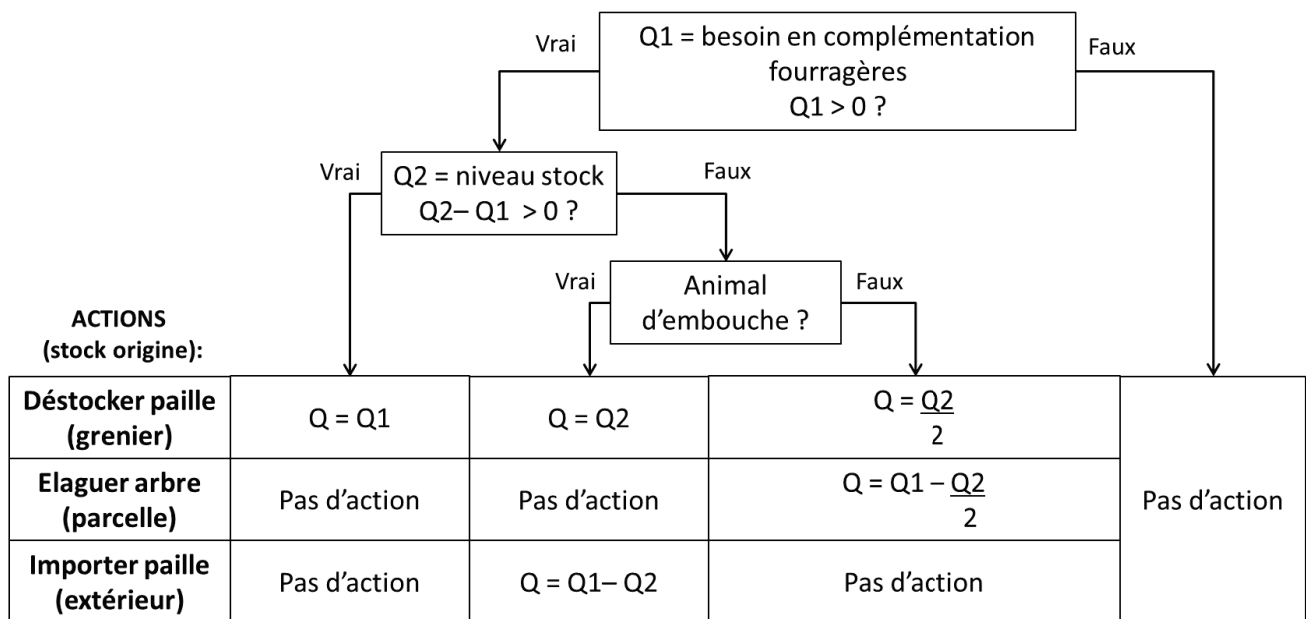 Q1 = besoin en complémentation
fourragères
Q1 > 0 ?
Vrai
Faux
Q2 = niveau stock
Q2– Q1 > 0 ?
Vrai
Faux
Animal
d’embouche ?
Vrai
Faux
ACTIONS
(stock origine):
Déstocker paille
(grenier)
Q = Q1
Q = Q2
Q = Q2
2
Elaguer arbre
(parcelle)
Pas d’action
Pas d’action
Q = Q1 – Q2
2
Pas d’action
Importer paille
(extérieur)
Pas d’action
Q = Q1– Q2
Pas d’action